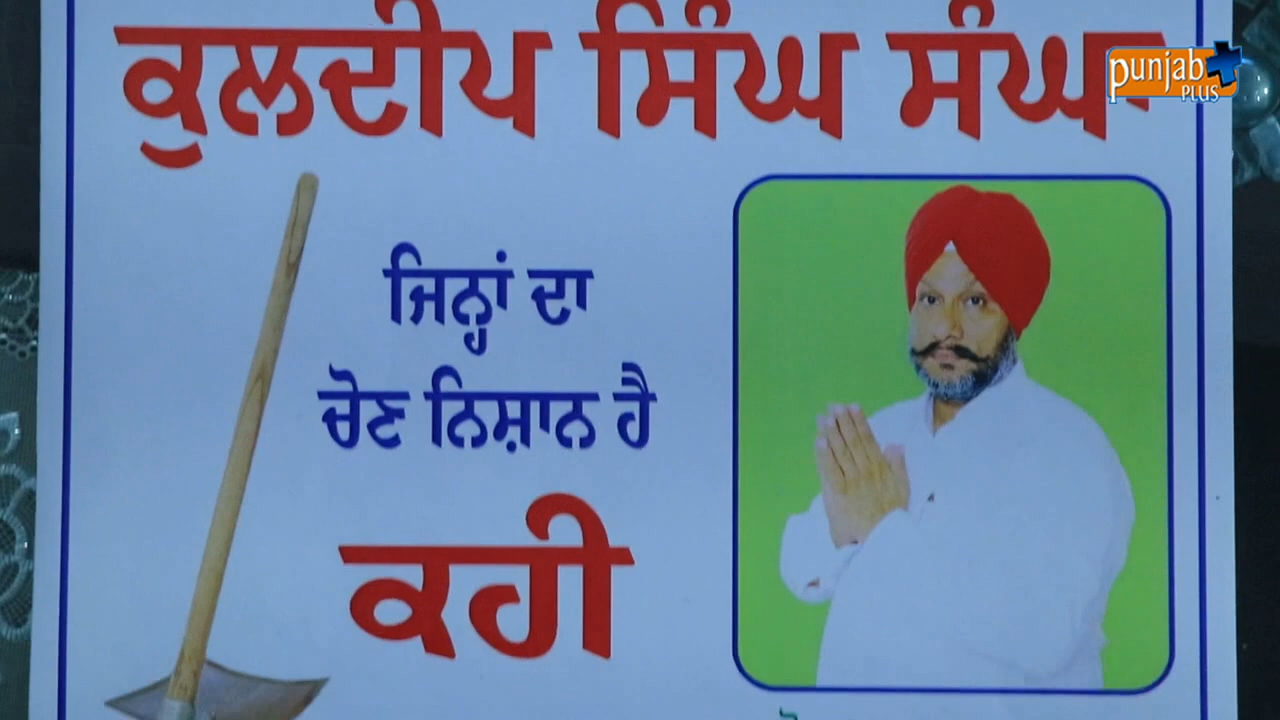 ਕੁਲਦੀਪ ਸਿੰਘ ਸੰਘਾ
punjab
PLUS
ਜਿਨ੍ਹਾਂ ਦਾ
ਚੋਣ ਨਿਸ਼ਾਨ ਹੈ
ਕਹੀ